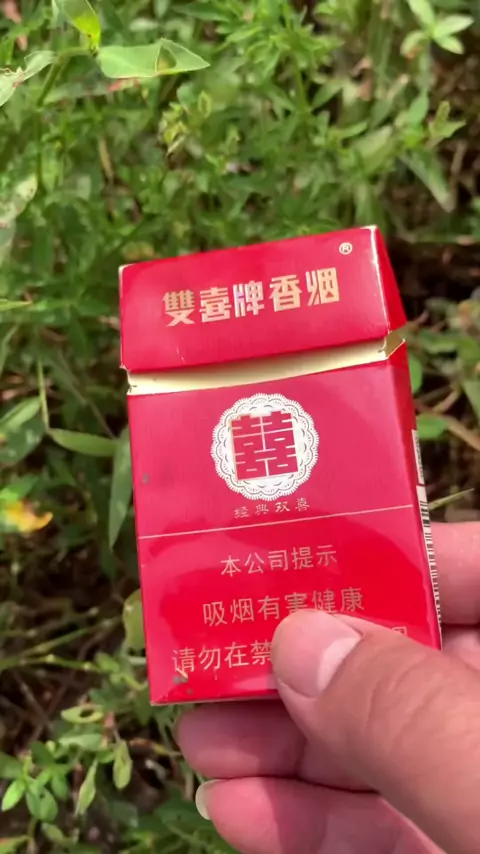 雙喜牌香烟®
囍
经典双喜
本公司提示
吸烟有害健康
请勿在禁